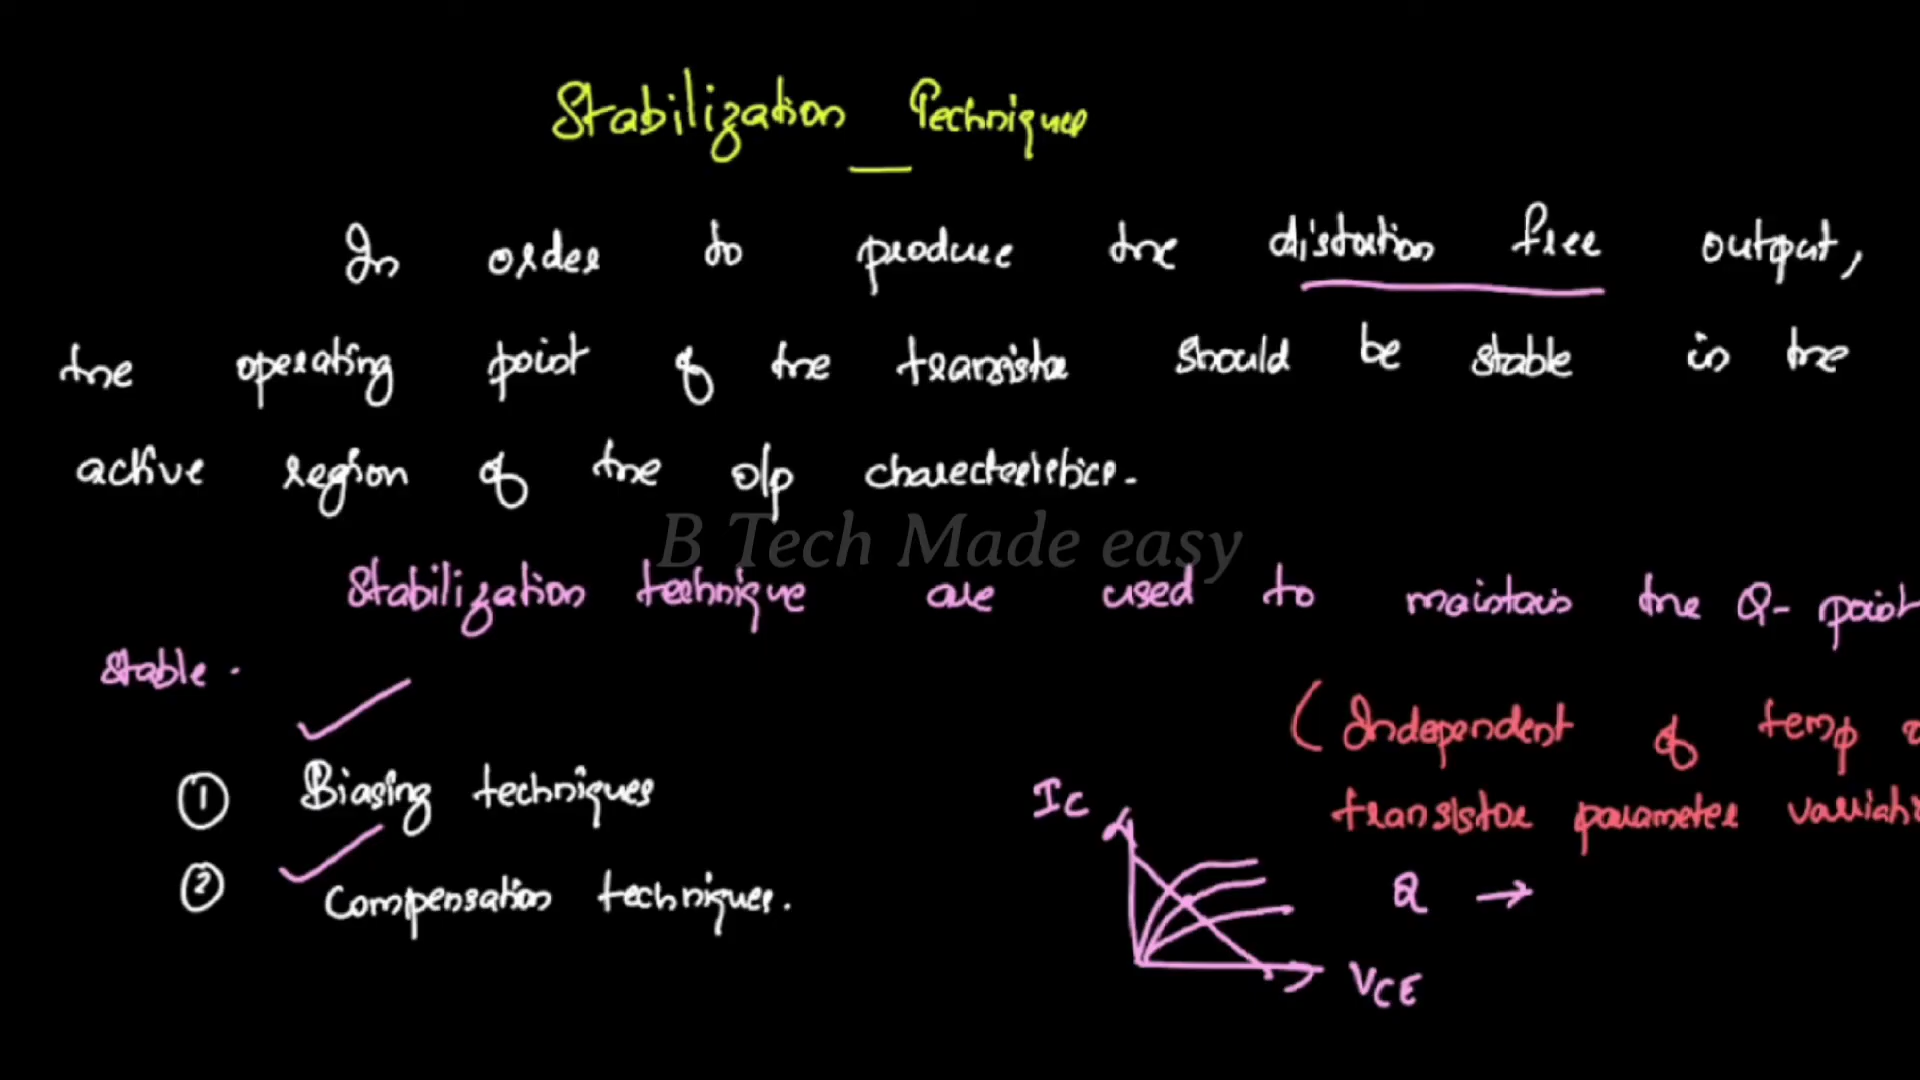 Stabilization Techniques
In order to produce the distortion free output,
the operating point of the transistor should be stable in the
active region of the o/p charecteristics.
B Tech Made easy
Stabilization technique are used to maintain the Q- point
stable.
(Independent of temp
transistor parameter
① Biasing techniques
② Compensation techniques.
IC
Q →
VCE